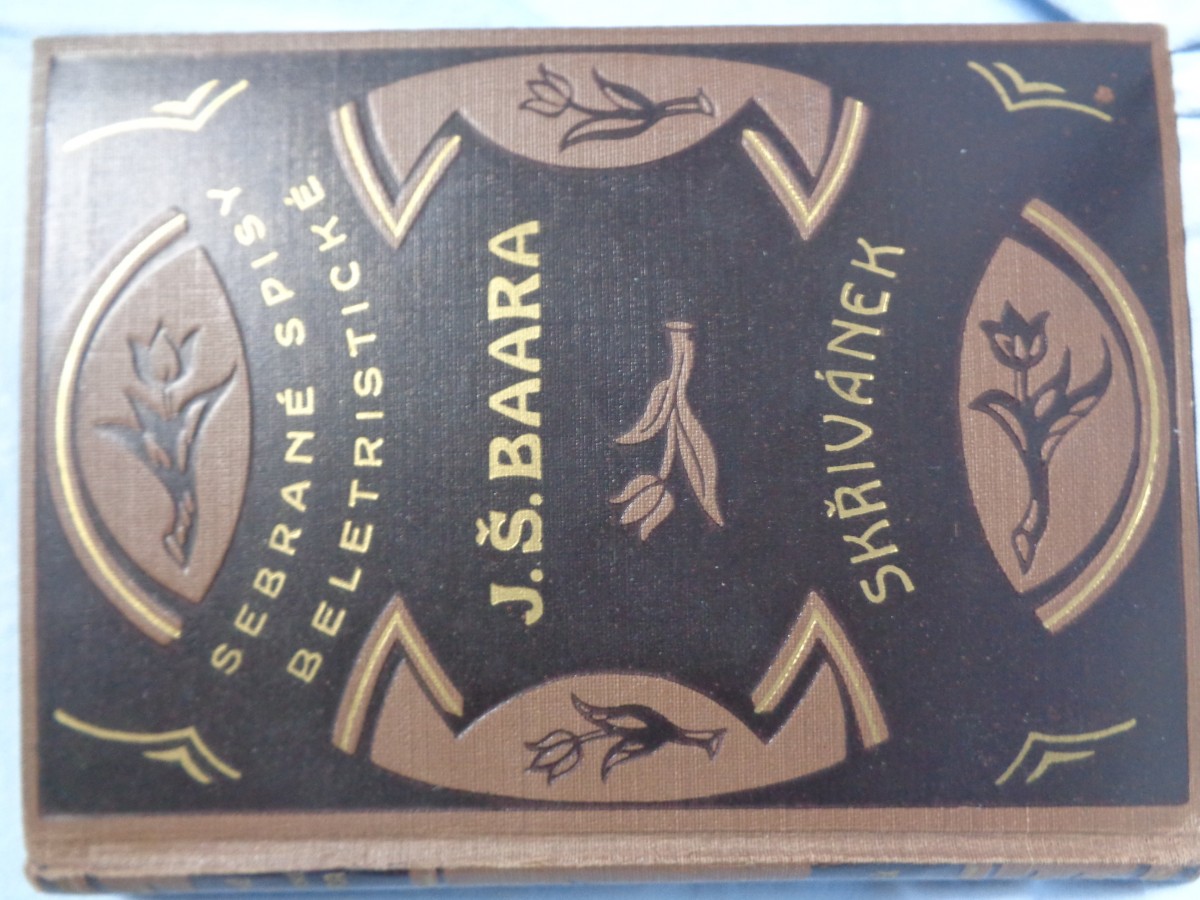 SEBRANÉ SPISY
BELETRISTICKÉ
J.Š.BAARA
SKŘIVÁNEK